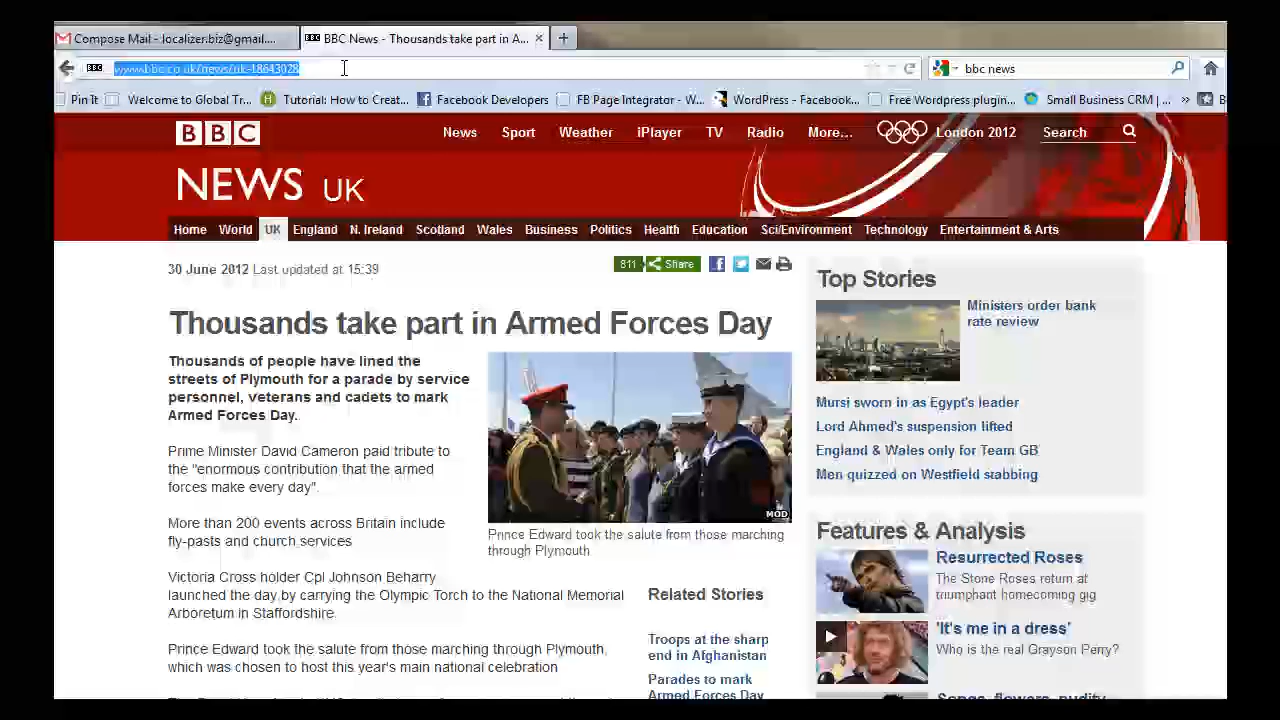 Compose Mail - localizer.biz@gmail....
BBC News - Thousands take part in A...
www.bbc.co.uk/news/uk-18643028
bbc news
Pin It
Welcome to Global Tr...
Tutorial: How to Creat...
Facebook Developers
FB Page Integrator - W...
WordPress - Facebook...
Free Wordpress plugin...
Small Business CRM | ...
BBC
News Sport Weather iPlayer TV Radio More... London 2012 Search
NEWS UK
Home World UK England N. Ireland Scotland Wales Business Politics Health Education Sci/Environment Technology Entertainment & Arts
30 June 2012 Last updated at 15:39
811 Share
Thousands take part in Armed Forces Day
Thousands of people have lined the
streets of Plymouth for a parade by service
personnel, veterans and cadets to mark
Armed Forces Day.
Prime Minister David Cameron paid tribute to
the "enormous contribution that the armed
forces make every day".
More than 200 events across Britain include
fly-pasts and church services
Victoria Cross holder Cpl Johnson Beharry
launched the day by carrying the Olympic Torch to the National Memorial
Arboretum in Staffordshire.
Prince Edward took the salute from those marching through Plymouth,
which was chosen to host this year's main national celebration
MOD
Prince Edward took the salute from those marching
through Plymouth
Related Stories
Troops at the sharp
end in Afghanistan
Parades to mark
Armed Forces Day
Top Stories
Ministers order bank
rate review
Mursi sworn in as Egypt's leader
Lord Ahmed's suspension lifted
England & Wales only for Team GB
Men quizzed on Westfield stabbing
Features & Analysis
Resurrected Roses
The Stone Roses return at
triumphant homecoming gig
'It's me in a dress'
Who is the real Grayson Perry?
Songs, flowers, nudity